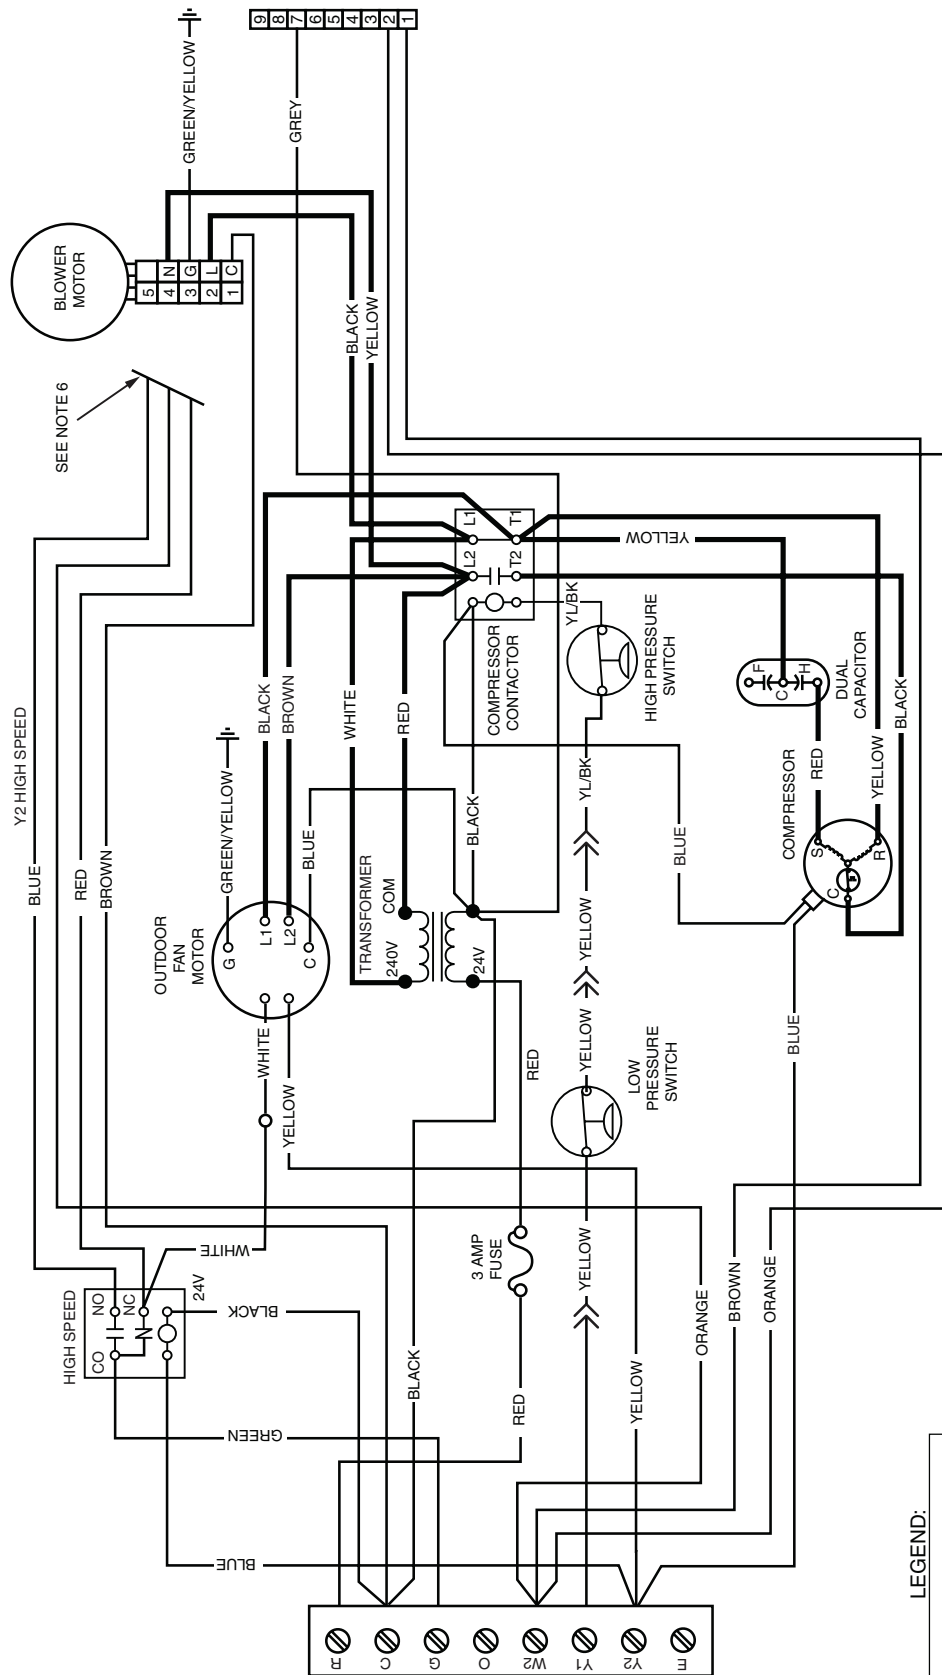 9
8
7
6
5
4
3
2
1
GREEN/YELLOW
GREY
BLOWER
MOTOR
5
4 N
3 G
2 L
1 C
SEE NOTE 6
BLACK
YELLOW
Y2 HIGH SPEED
BLUE
RED
BROWN
L2 L1
T2 T1
COMPRESSOR
CONTACTOR
YL/BK
YELLOW
HIGH PRESSURE
SWITCH
BLACK
BROWN
WHITE
RED
GREEN/YELLOW
BLUE
BLACK
YL/BK
BLUE
F
C
H
DUAL
CAPACITOR
COMPRESSOR
RED
YELLOW
BLACK
S
R
C
OUTDOOR
FAN
MOTOR
G
L1
L2
C
TRANSFORMER
240V COM
24V
YELLOW
YELLOW
WHITE
YELLOW
RED
LOW
PRESSURE
SWITCH
BLUE
HIGH SPEED
CO NO
NC
24V
WHITE
BLACK
3 AMP
FUSE
YELLOW
ORANGE
BROWN
ORANGE
GREEN
BLACK
RED
YELLOW
BLUE
R
C
G
O
W2
Y1
Y2
E
LEGEND: